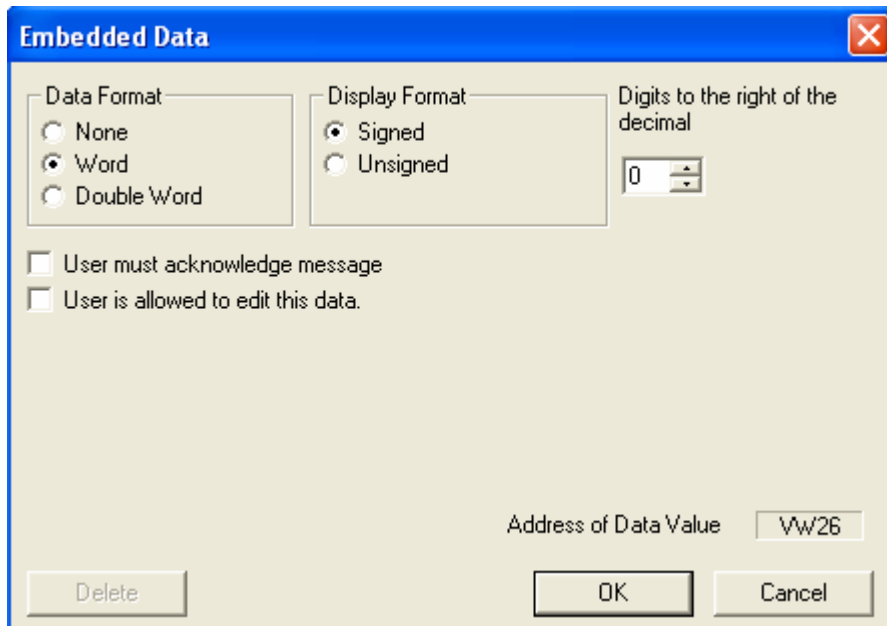 Embedded Data
Data Format
None
Word
Double Word
Display Format
Signed
Unsigned
Digits to the right of the
decimal
0
User must acknowledge message
User is allowed to edit this data.
Address of Data Value VW26
Delete OK Cancel